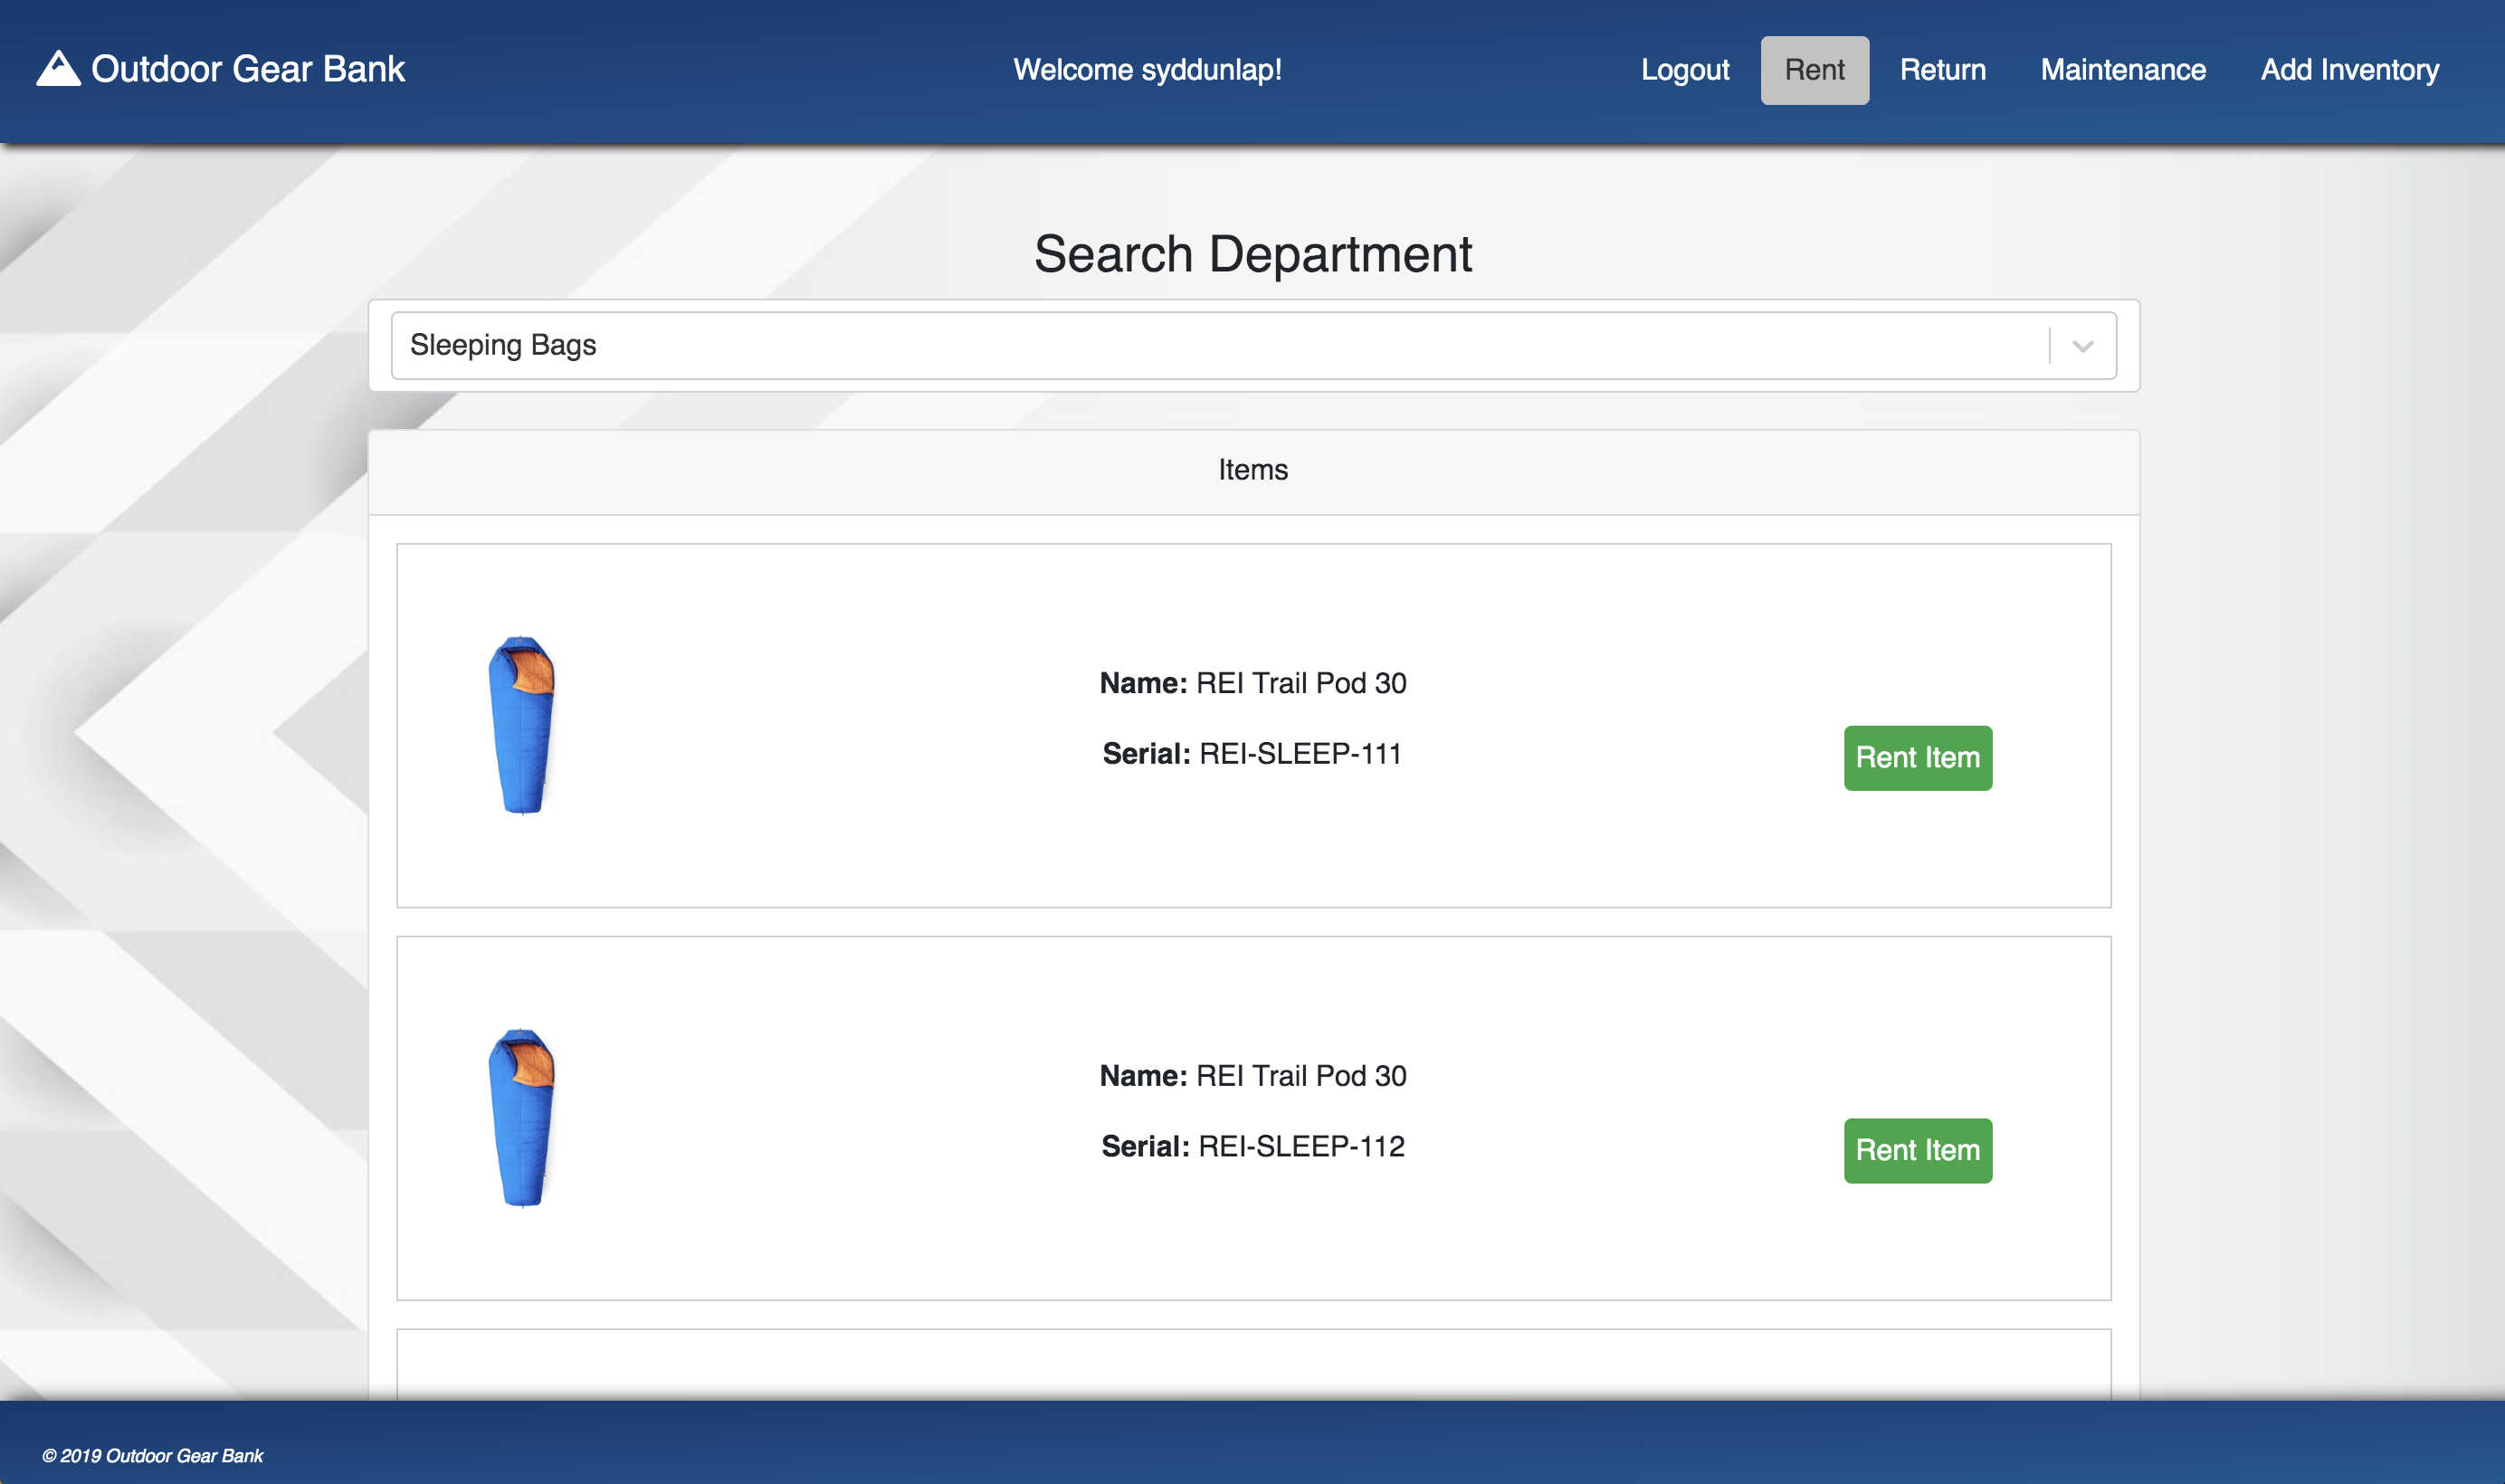 Outdoor Gear Bank
Welcome syddunlap!
Logout
Rent
Return
Maintenance
Add Inventory
Search Department
Sleeping Bags
Items
Name: REI Trail Pod 30
Serial: REI-SLEEP-111
Rent Item
Name: REI Trail Pod 30
Serial: REI-SLEEP-112
Rent Item
© 2019 Outdoor Gear Bank